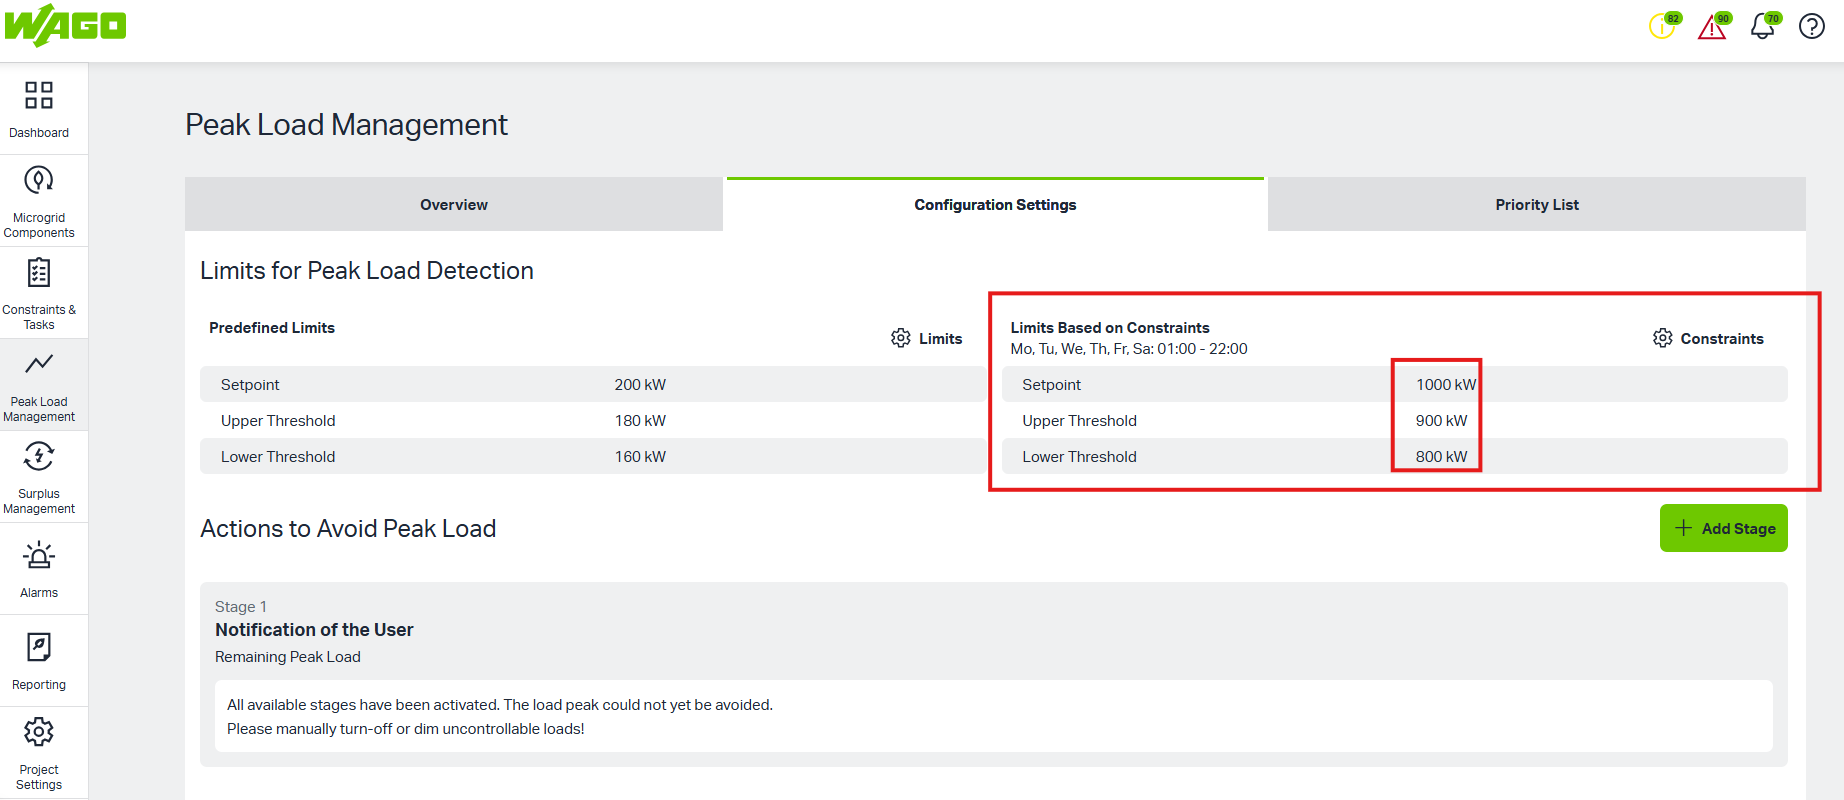 WAGO
82
90
70
Dashboard
Microgrid
Components
Constraints &
Tasks
Peak Load
Management
Surplus
Management
Alarms
Reporting
Project
Settings
Peak Load Management
Overview
Configuration Settings
Priority List
Limits for Peak Load Detection
Predefined Limits
Limits
Setpoint 200 kW
Upper Threshold 180 kW
Lower Threshold 160 kW
Limits Based on Constraints
Mo, Tu, We, Th, Fr, Sa: 01:00 - 22:00
Constraints
Setpoint 1000 kW
Upper Threshold 900 kW
Lower Threshold 800 kW
Actions to Avoid Peak Load
Add Stage
Stage 1
Notification of the User
Remaining Peak Load
All available stages have been activated. The load peak could not yet be avoided.
Please manually turn-off or dim uncontrollable loads!